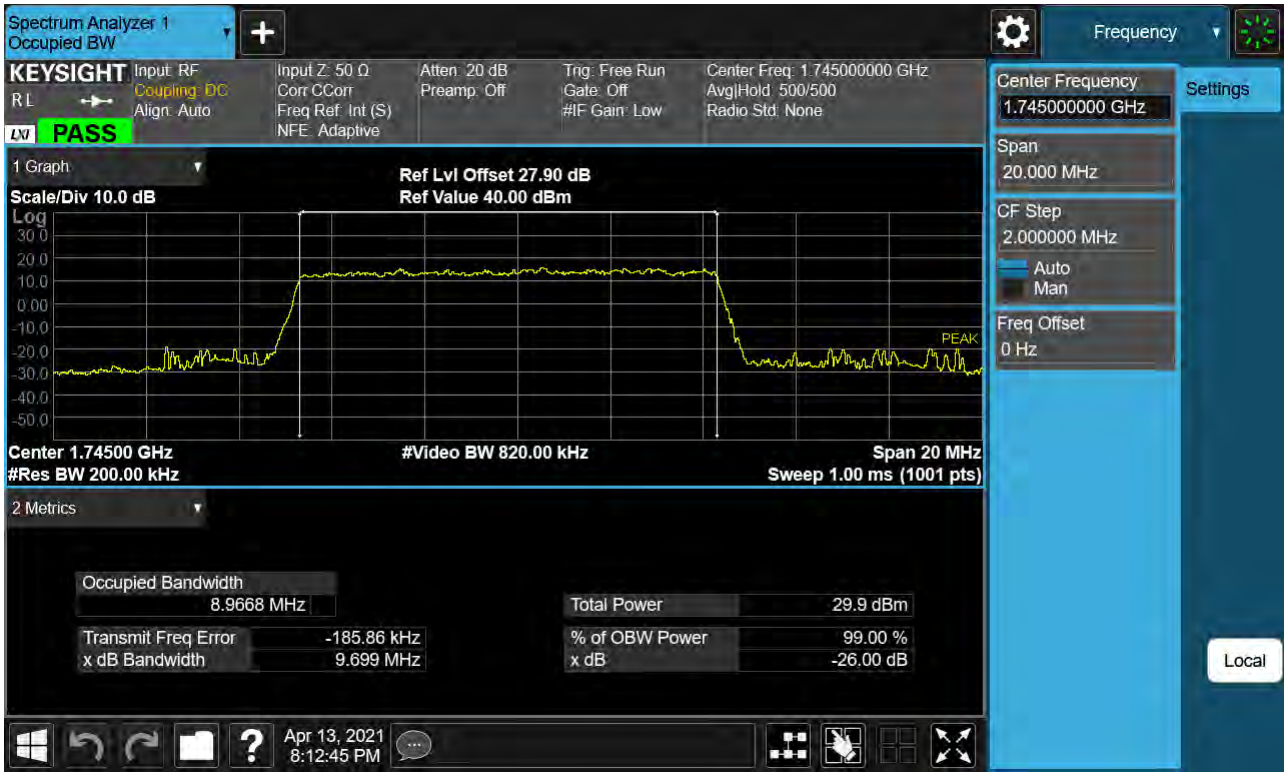 Spectrum Analyzer 1
Occupied BW
+
Frequency
KEYSIGHT
R L
LXI
PASS
Input: RF
Coupling: DC
Align: Auto
Input Z: 50 Ω
Corr CCorr
Freq Ref: Int (S)
NFE: Adaptive
Atten: 20 dB
Preamp: Off
Trig: Free Run
Gate: Off
#IF Gain: Low
Center Freq: 1.745000000 GHz
Avg|Hold: 500/500
Radio Std: None
1 Graph
Scale/Div 10.0 dB
Ref Lvl Offset 27.90 dB
Ref Value 40.00 dBm
Log
30.0
20.0
10.0
0.00
-10.0
-20.0
-30.0
-40.0
-50.0
PEAK
Center 1.74500 GHz
#Video BW 820.00 kHz
Span 20 MHz
#Res BW 200.00 kHz
Sweep 1.00 ms (1001 pts)
2 Metrics
Occupied Bandwidth
8.9668 MHz
Total Power 29.9 dBm
Transmit Freq Error -185.86 kHz
% of OBW Power 99.00 %
x dB Bandwidth 9.699 MHz
x dB -26.00 dB
Center Frequency
1.745000000 GHz
Settings
Span
20.000 MHz
CF Step
2.000000 MHz
Auto
Man
Freq Offset
0 Hz
Local
?
Apr 13, 2021
8:12:45 PM